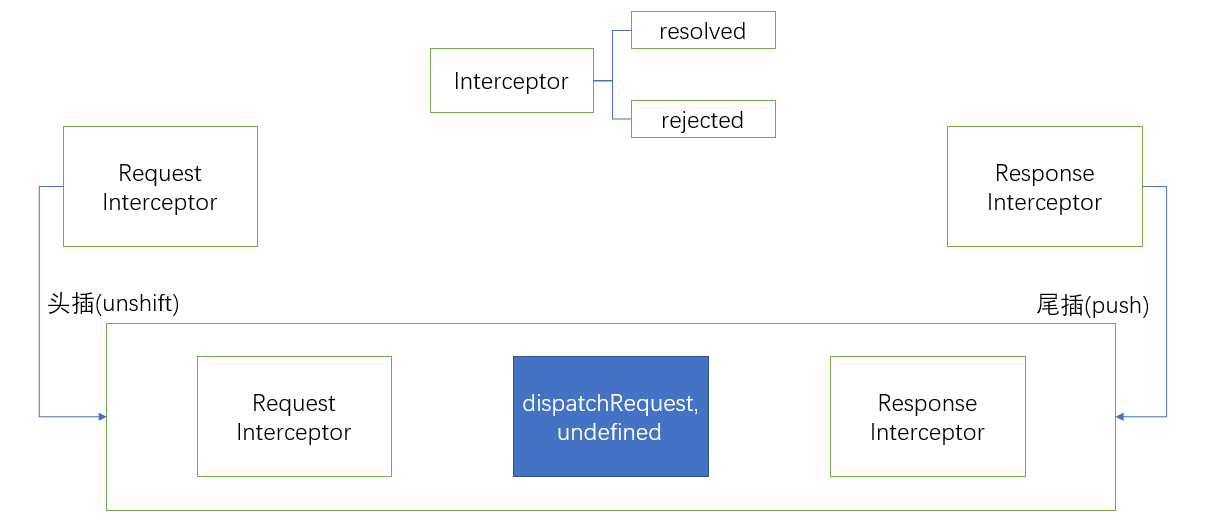 resolved
Interceptor
rejected
Request
Interceptor
Response
Interceptor
头插(unshift)
尾插(push)
Request
Interceptor
dispatchRequest,
undefined
Response
Interceptor